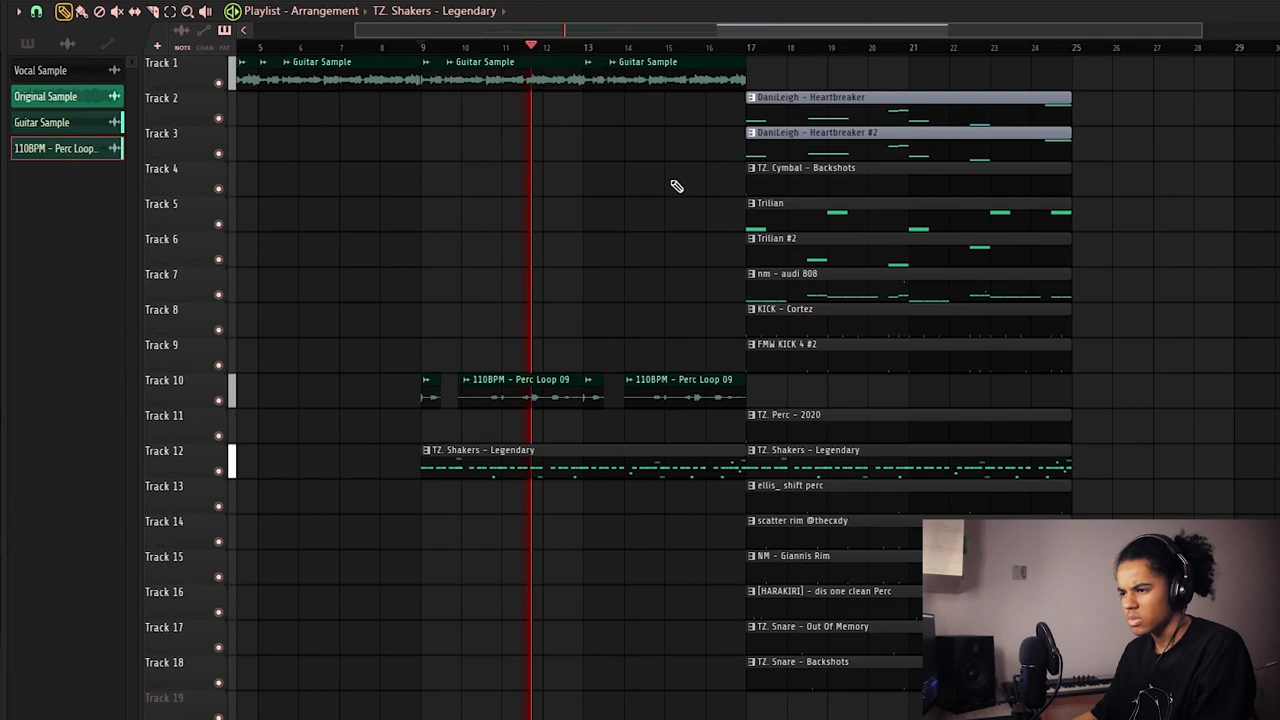 Playlist - Arrangement › TZ. Shakers - Legendary ›
NOTE CHAN PAT
5 6 7 8 9 10 11 12 13 14 15 16 17 18 19 20 21 22 23 24 25 26 27 28 29
Vocal Sample
Original Sample
Guitar Sample
110BPM - Perc Loop..
Track 1
Guitar Sample
Guitar Sample
Guitar Sample
Track 2
DaniLeigh - Heartbreaker
Track 3
DaniLeigh - Heartbreaker #2
Track 4
TZ. Cymbal - Backshots
Track 5
Trilian
Track 6
Trilian #2
Track 7
nm - audi 808
Track 8
KICK - Cortez
Track 9
FMW KICK 4 #2
Track 10
110BPM - Perc Loop 09
110BPM - Perc Loop 09
Track 11
TZ. Perc - 2020
Track 12
TZ. Shakers - Legendary
TZ. Shakers - Legendary
Track 13
ellis_ shift perc
Track 14
scatter rim @thecxdy
Track 15
NM - Giannis Rim
Track 16
[HARAKIRI] - dis one clean Perc
Track 17
TZ. Snare - Out Of Memory
Track 18
TZ. Snare - Backshots
Track 19